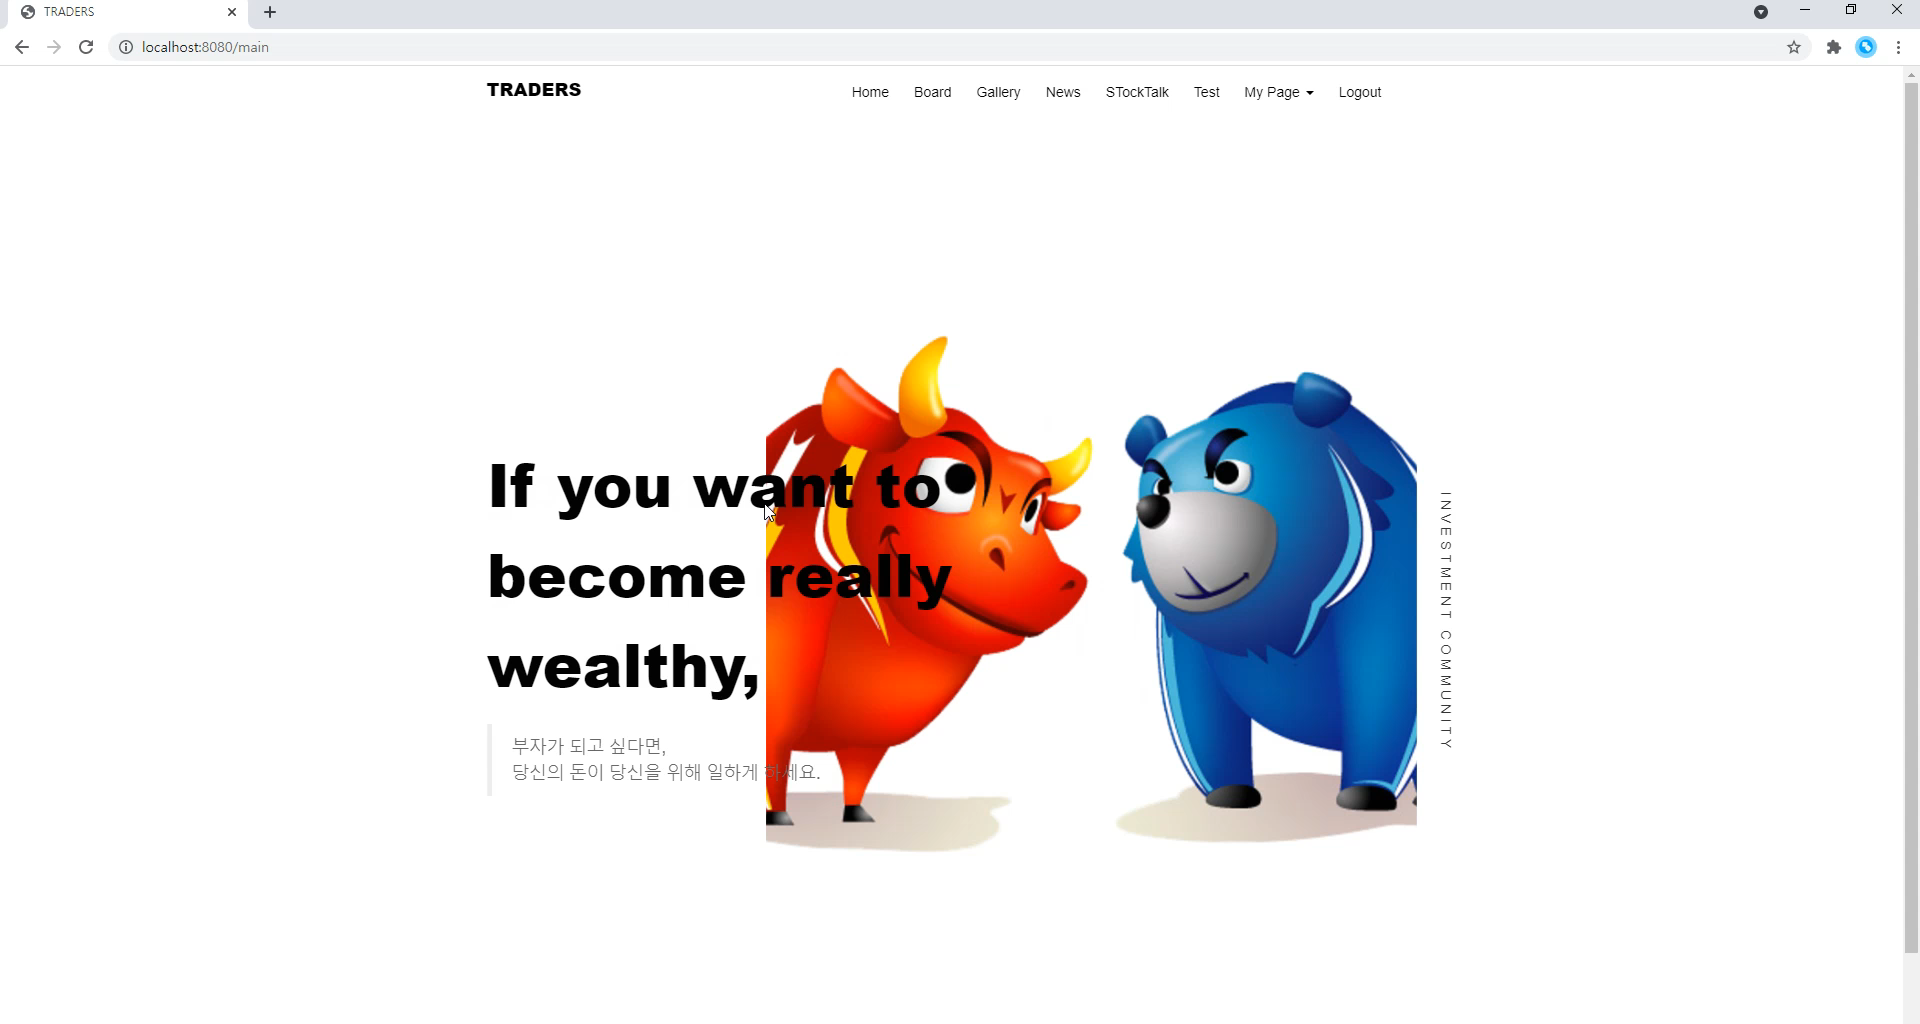 TRADERS
localhost:8080/main
TRADERS
Home Board Gallery News STockTalk Test My Page Logout
If you want to
become really
wealthy,
부자가 되고 싶다면,
당신의 돈이 당신을 위해 일하게 하세요.
INVESTMENT COMMUNITY